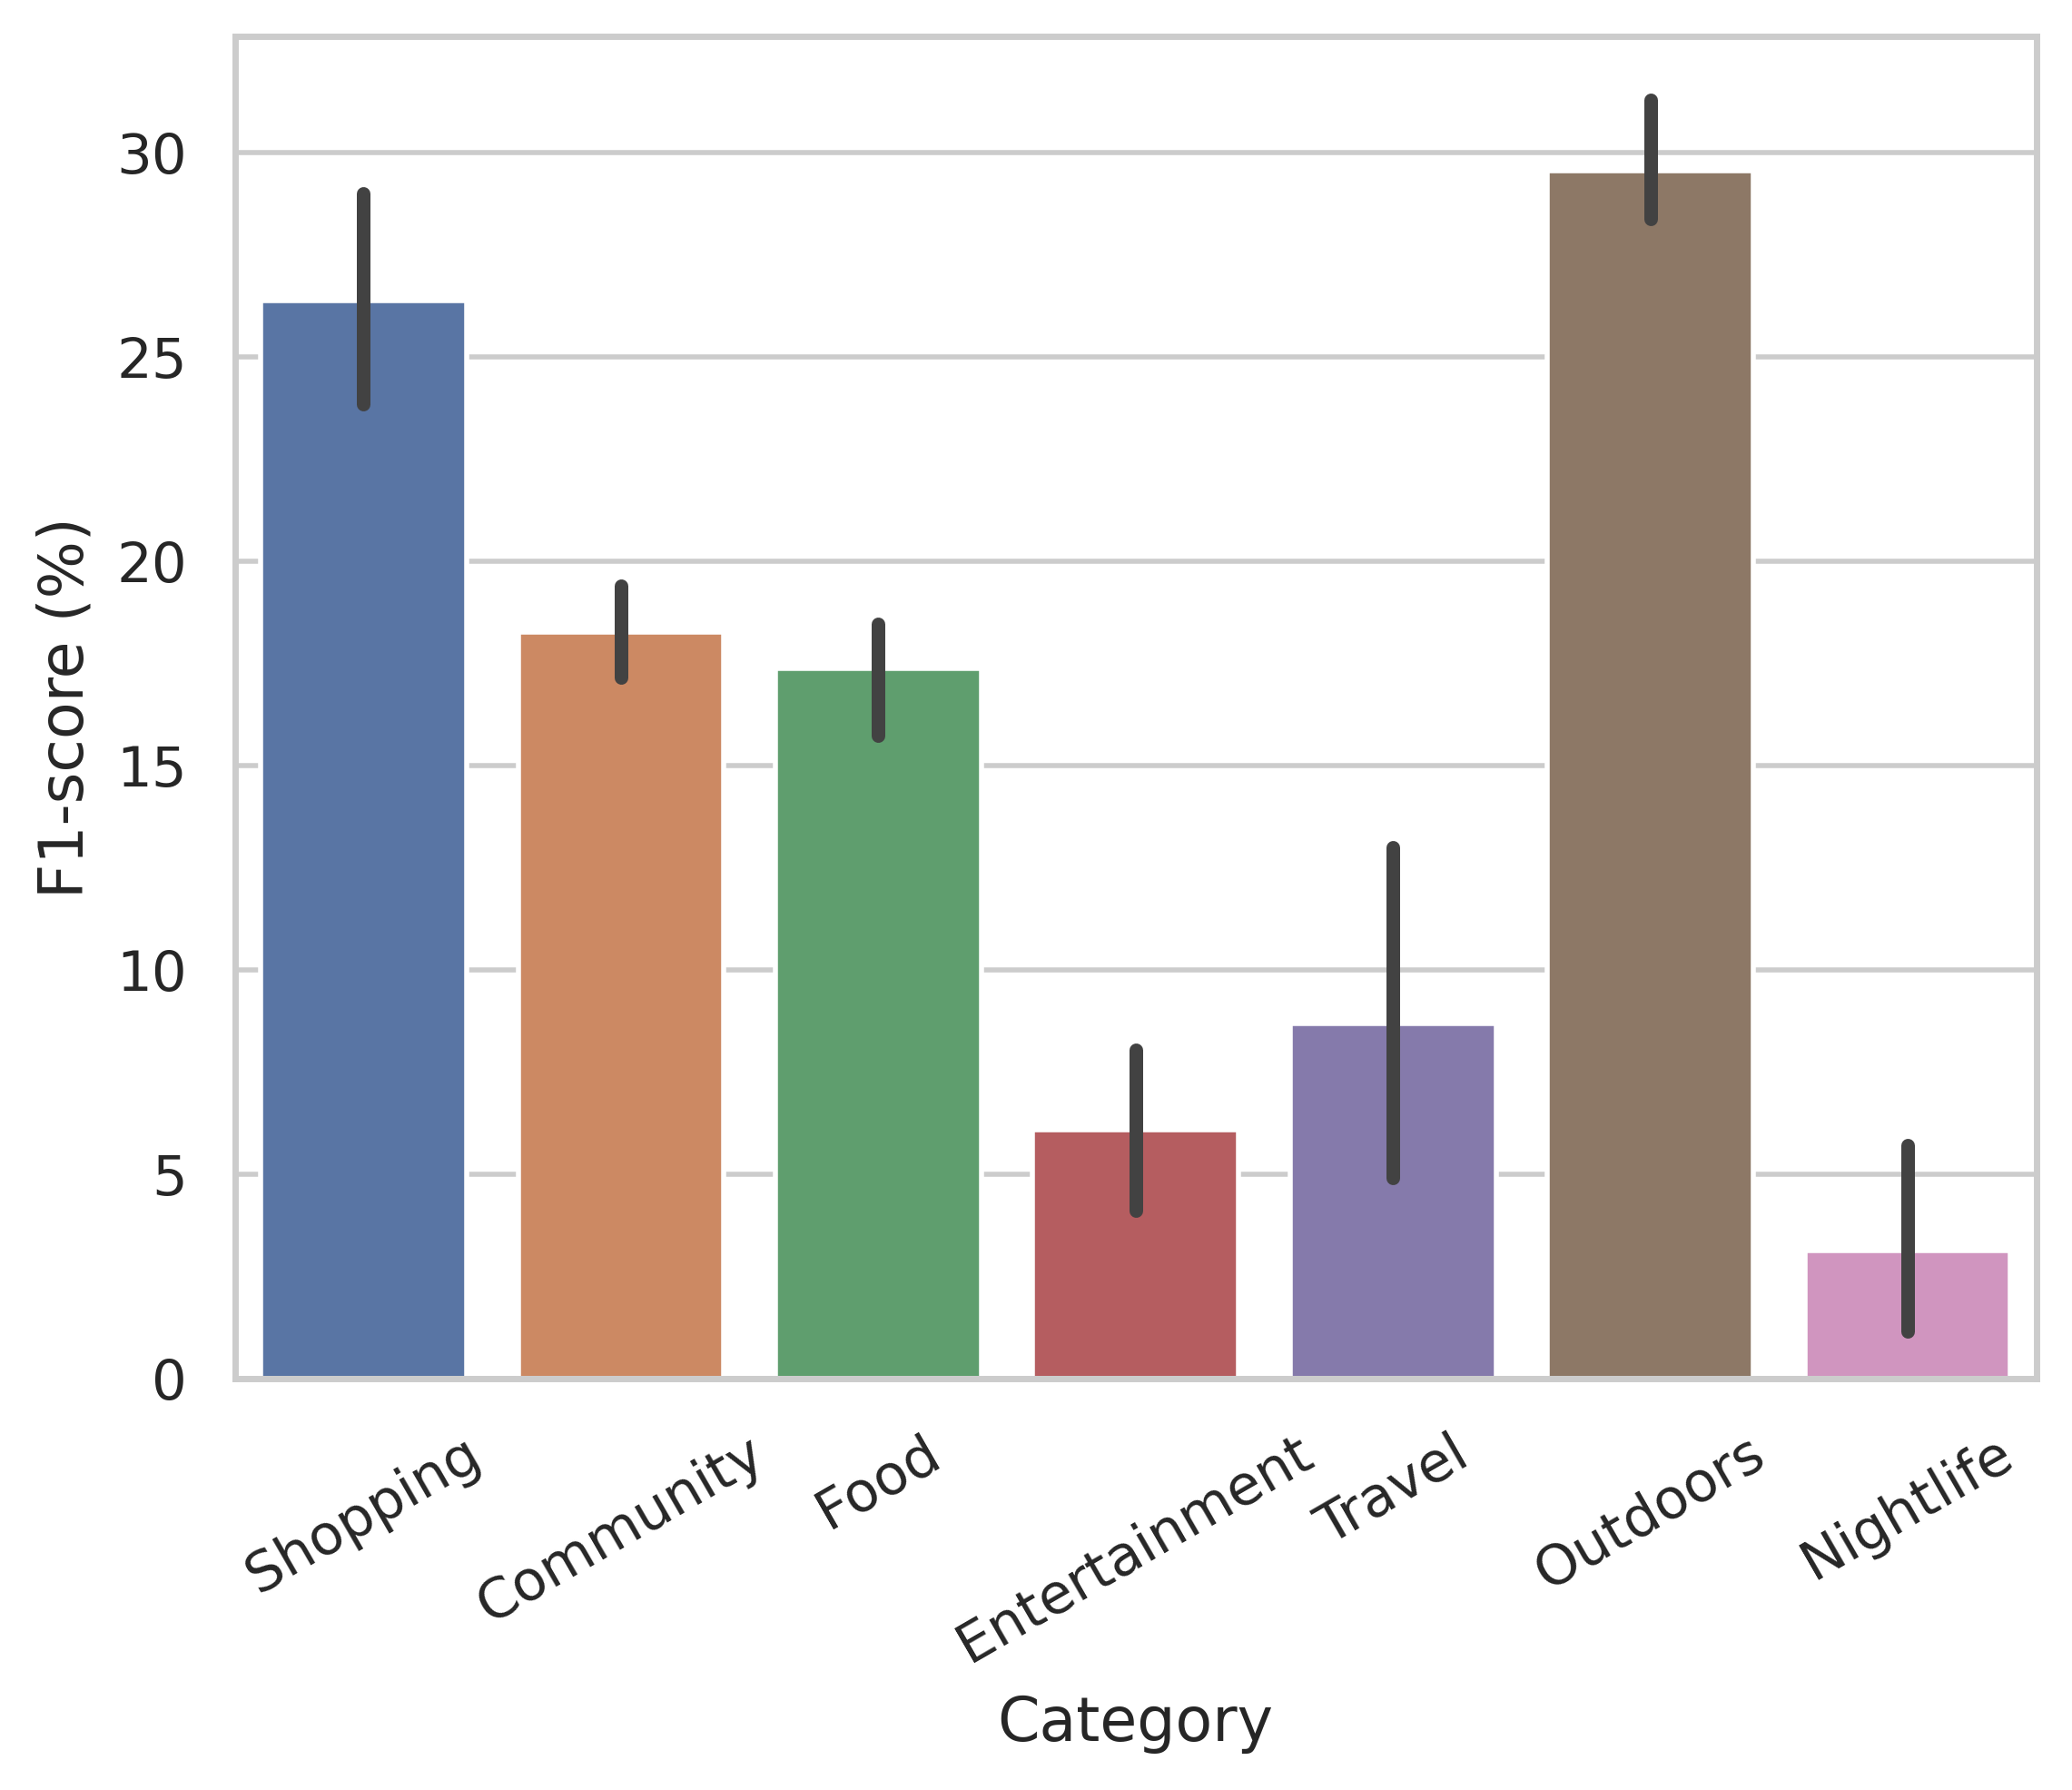 F1-score (%)
30
25
20
15
10
5
0
Shopping
Community
Food
Entertainment
Travel
Outdoors
Nightlife
Category